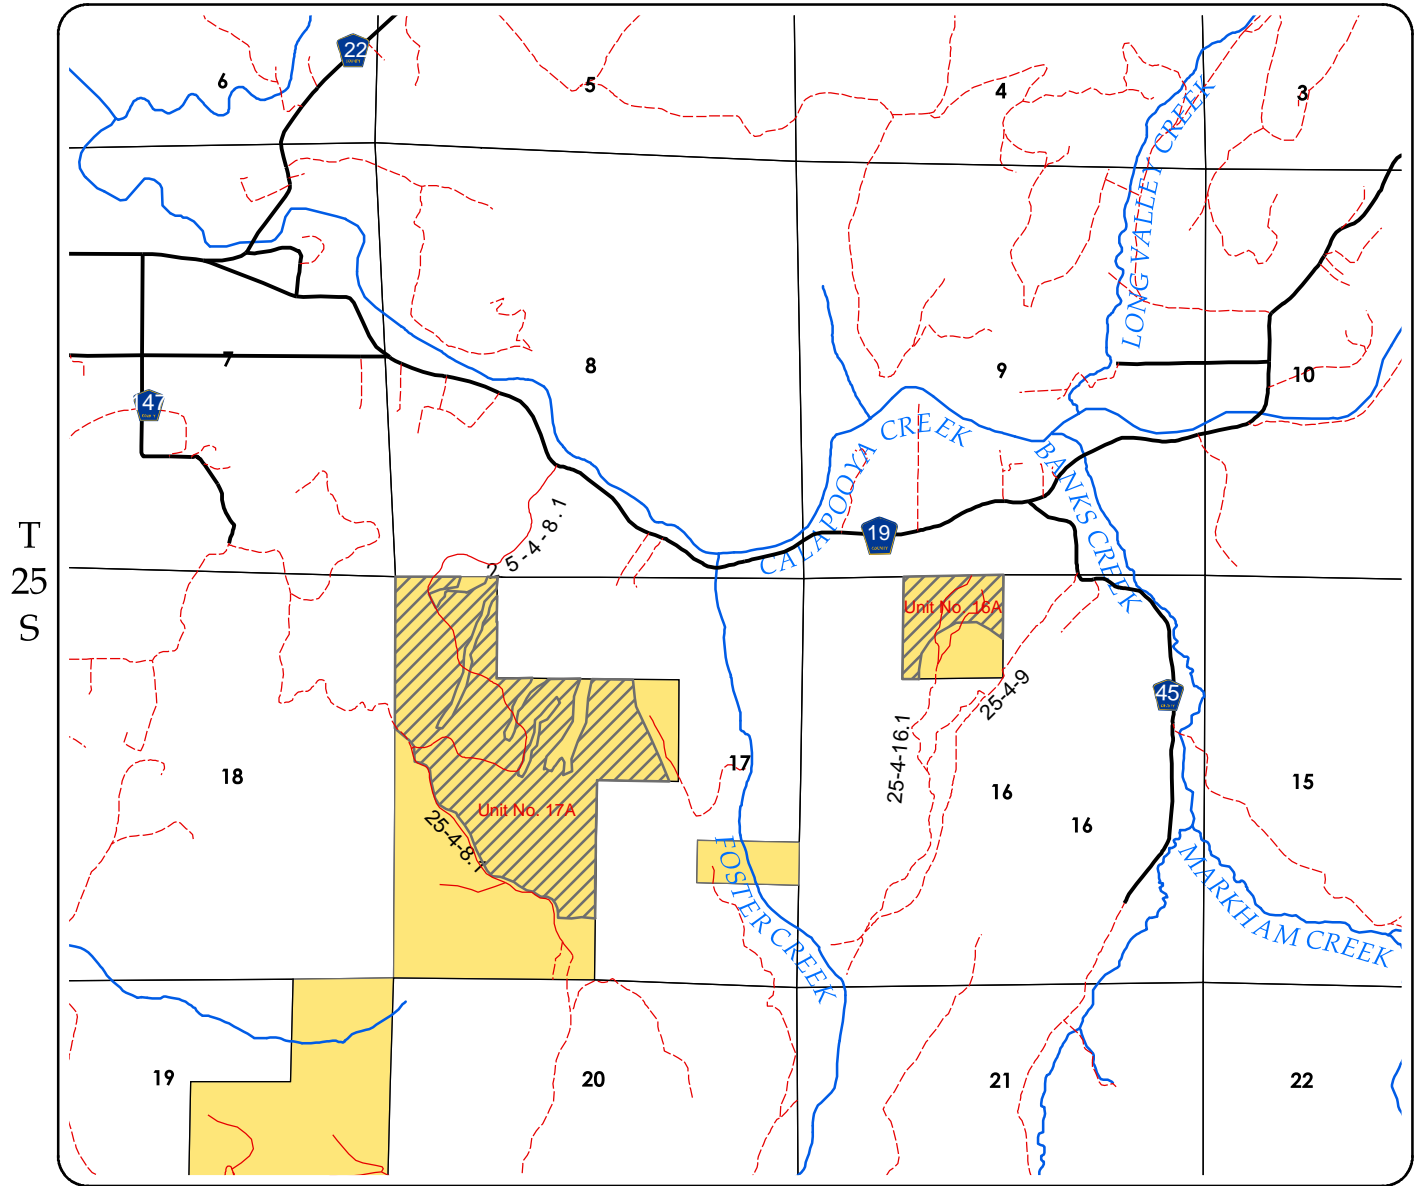 22
6
5
4
3
LONG VALLEY CREEK
7
8
9
10
47
CALAPOOYA CREEK
BANKS CREEK
19
25-4-8.1
T
25
S
Unit No. 16A
25-4-9
45
25-4-16.1
18
17
16
15
Unit No. 17A
16
25-4-8.1
FOSTER CREEK
MARKHAM CREEK
19
20
21
22